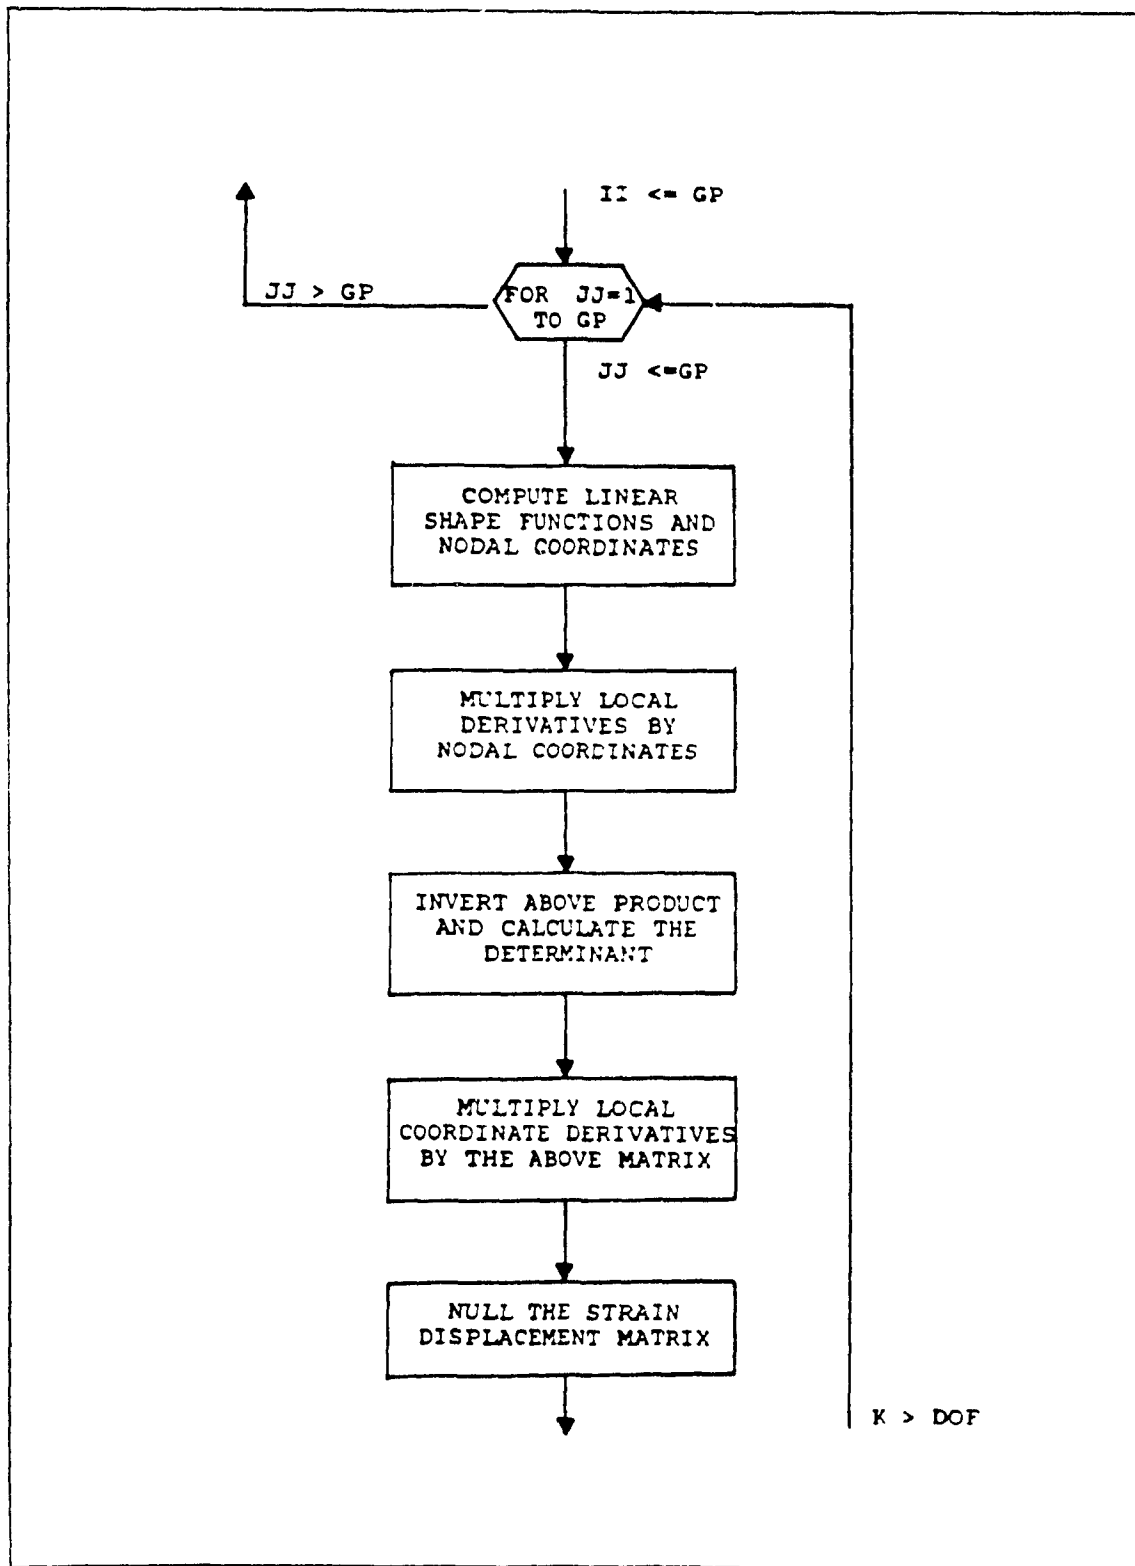 II <= GP
JJ > GP
FOR JJ=1
TO GP
JJ <=GP
COMPUTE LINEAR
SHAPE FUNCTIONS AND
NODAL COORDINATES
MULTIPLY LOCAL
DERIVATIVES BY
NODAL COORDINATES
INVERT ABOVE PRODUCT
AND CALCULATE THE
DETERMINANT
MULTIPLY LOCAL
COORDINATE DERIVATIVES
BY THE ABOVE MATRIX
NULL THE STRAIN
DISPLACEMENT MATRIX
K > DOF